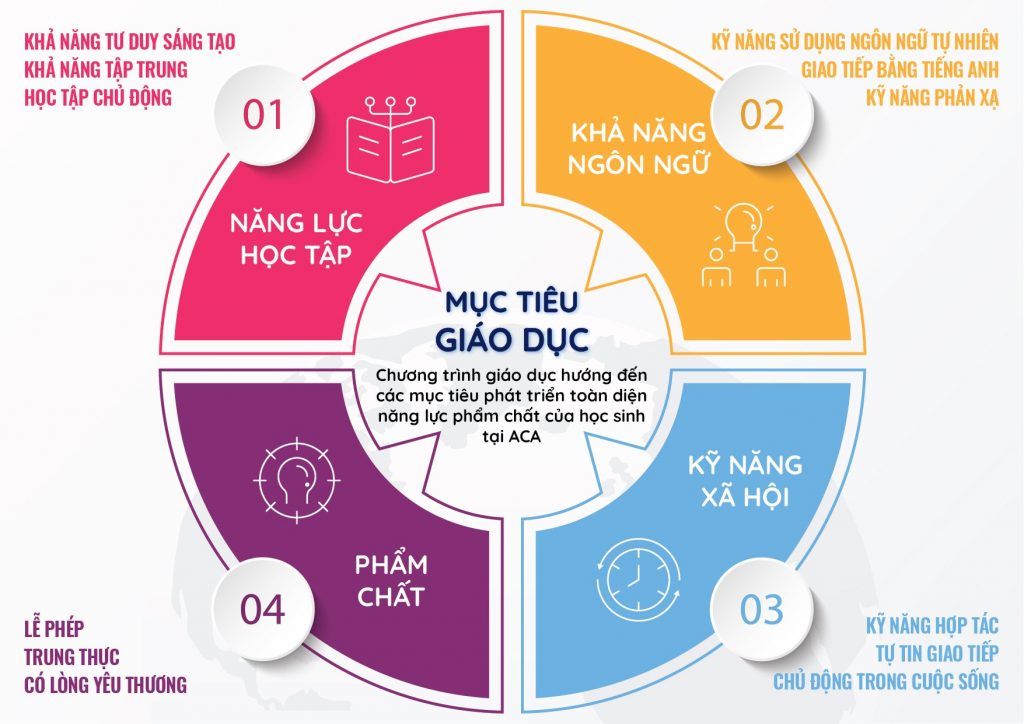 KHẢ NĂNG TƯ DUY SÁNG TẠO
KHẢ NĂNG TẬP TRUNG
HỌC TẬP CHỦ ĐỘNG
01
NĂNG LỰC
HỌC TẬP
KỸ NĂNG SỬ DỤNG NGÔN NGỮ TỰ NHIÊN
GIAO TIẾP BẰNG TIẾNG ANH
KỸ NĂNG PHẢN XẠ
02
KHẢ NĂNG
NGÔN NGỮ
MỤC TIÊU
GIÁO DỤC
Chương trình giáo dục hướng đến
các mục tiêu phát triển toàn diện
năng lực phẩm chất của học sinh
tại ACA
KỸ NĂNG
XÃ HỘI
03
KỸ NĂNG HỢP TÁC
TỰ TIN GIAO TIẾP
CHỦ ĐỘNG TRONG CUỘC SỐNG
PHẨM
CHẤT
04
LỄ PHÉP
TRUNG THỰC
CÓ LÒNG YÊU THƯƠNG